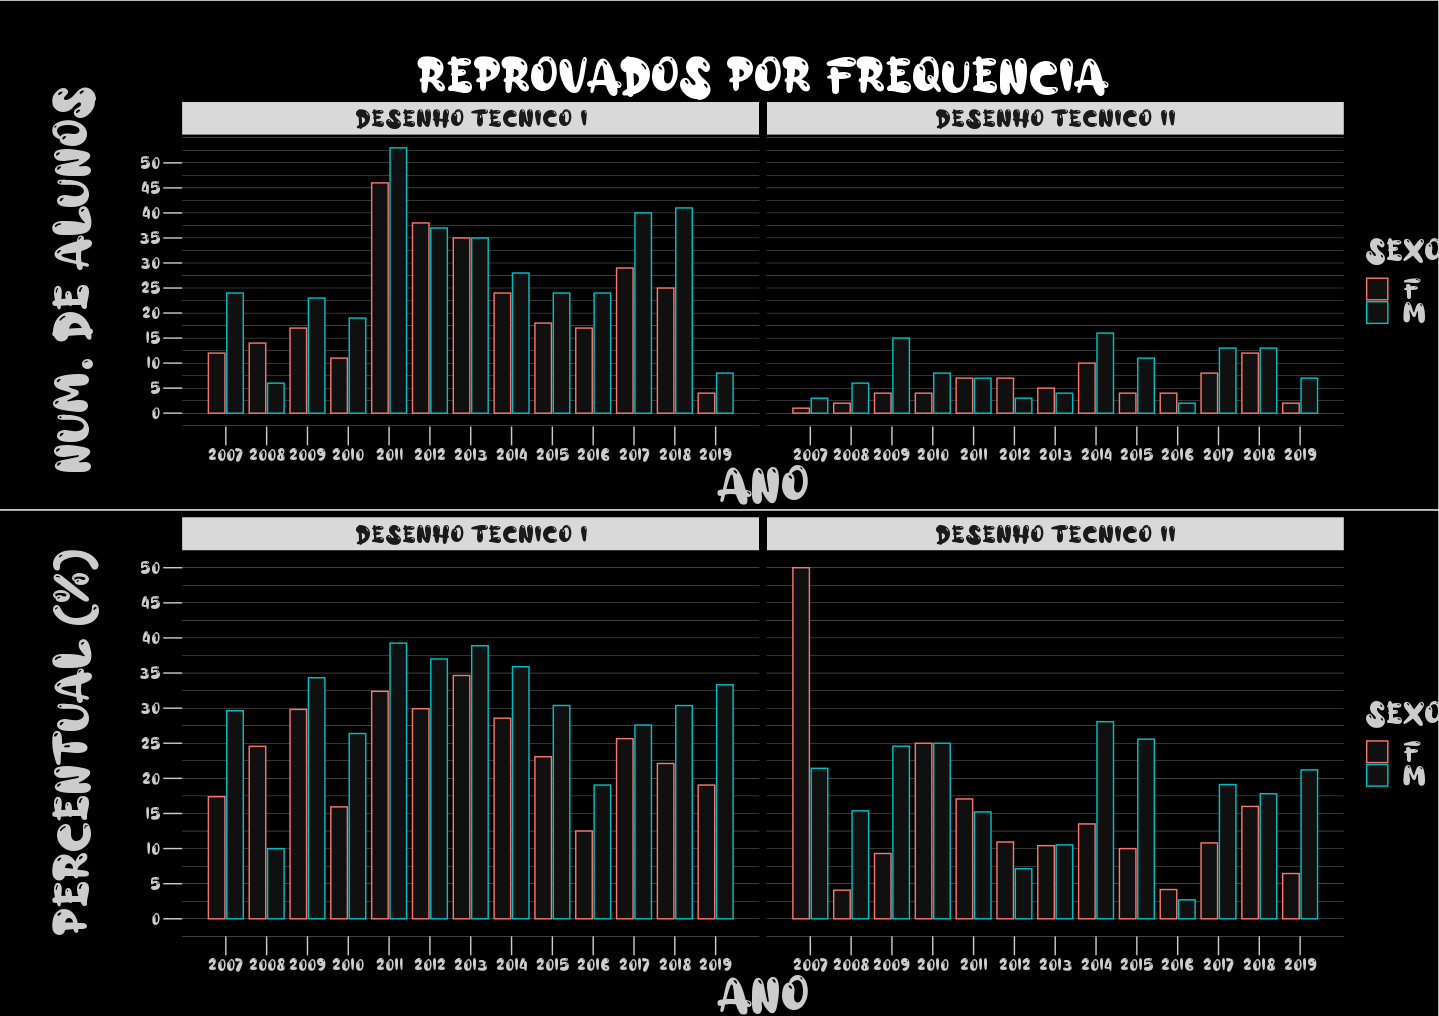 REPROVADOS POR FREQUENCIA
DESENHO TECNICO I
DESENHO TECNICO II
NUM. DE ALUNOS
50
45
40
35
30
25
20
15
10
5
0
2007 2008 2009 2010 2011 2012 2013 2014 2015 2016 2017 2018 2019
2007 2008 2009 2010 2011 2012 2013 2014 2015 2016 2017 2018 2019
ANO
SEXO
F
M
DESENHO TECNICO I
DESENHO TECNICO II
PERCENTUAL (%)
50
45
40
35
30
25
20
15
10
5
0
2007 2008 2009 2010 2011 2012 2013 2014 2015 2016 2017 2018 2019
2007 2008 2009 2010 2011 2012 2013 2014 2015 2016 2017 2018 2019
ANO
SEXO
F
M